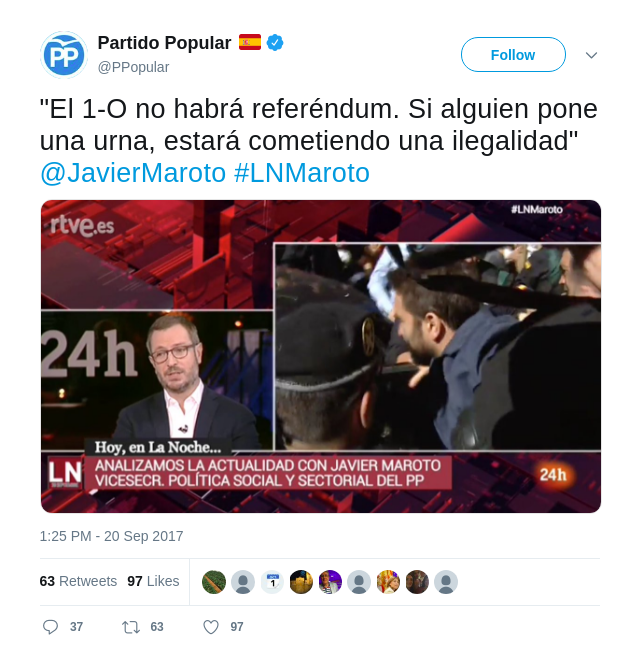 PP
Partido Popular
@PPopular
Follow
"El 1-O no habrá referéndum. Si alguien pone
una urna, estará cometiendo una ilegalidad"
@JavierMaroto #LNMaroto
#LNMaroto
rtve.es
24h
Hoy, en La Noche...
LN
ANALIZAMOS LA ACTUALIDAD CON JAVIER MAROTO
VICESECR. POLÍTICA SOCIAL Y SECTORIAL DEL PP
24h
1:25 PM - 20 Sep 2017
63 Retweets 97 Likes
1
37 63 97